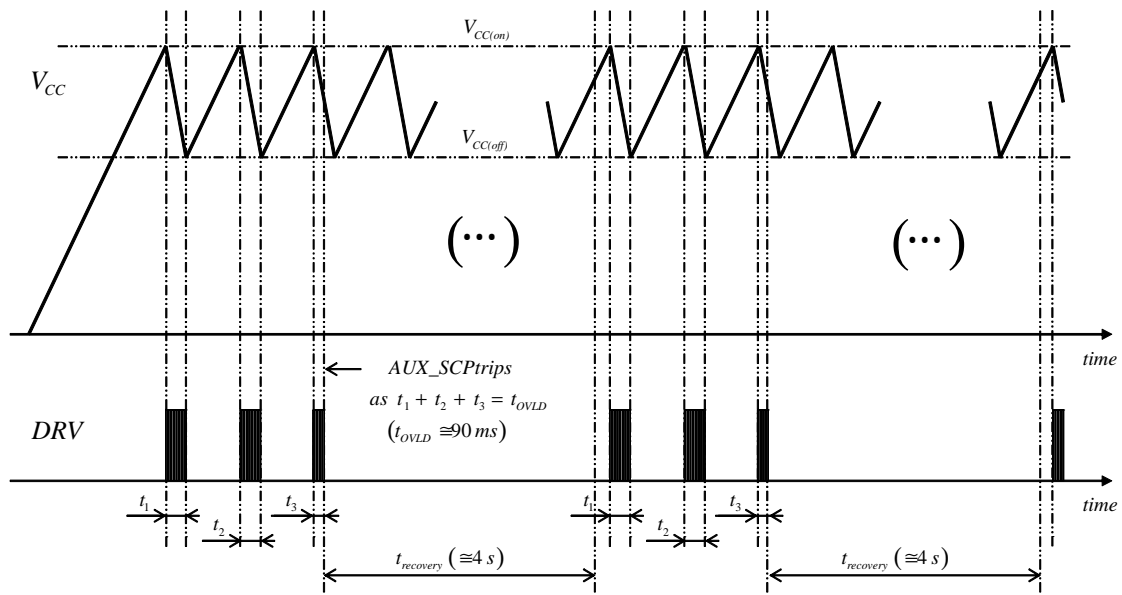 V_CC(on)
V_CC
V_CC(off)
(...)
(...)
time
AUX_SCPtrips
as t_1 + t_2 + t_3 = t_OVLD
(t_OVLD ≅90 ms)
DRV
time
t_1
t_2
t_3
t_1
t_2
t_3
t_recovery (≅4 s)
t_recovery (≅4 s)